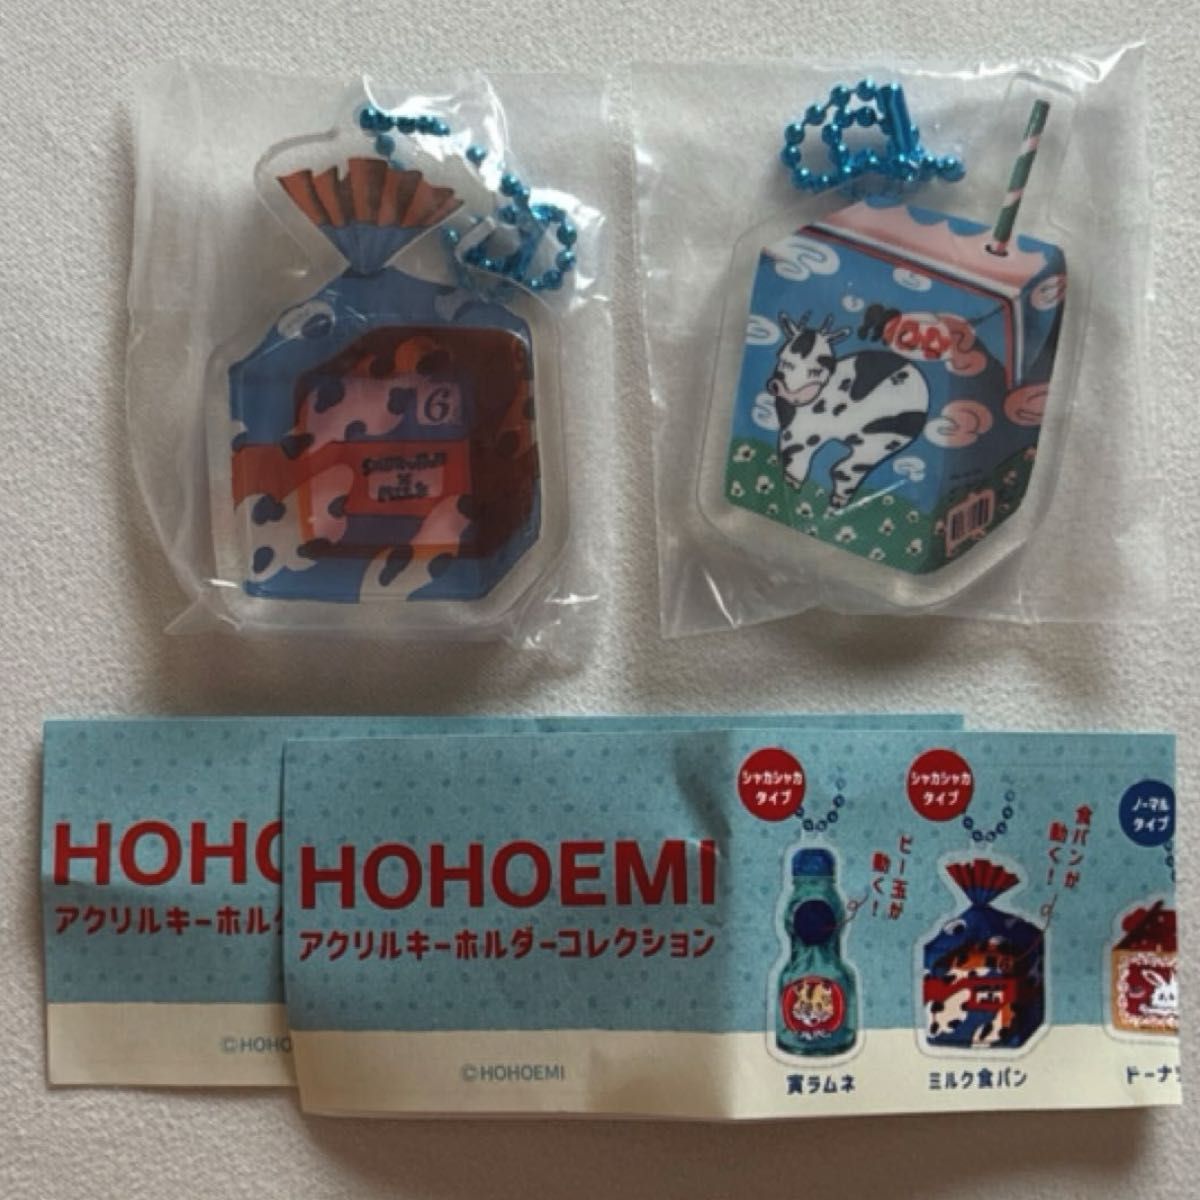 6
MOO
HOHO
アクリルキーホル
©HOHO
HOHOEMI
アクリルキーホルダーコレクション
©HOHOEMI
シャカシャカ
タイプ
ビー玉が
動く!
寅ラムネ
シャカシャカ
タイプ
食パンが
動く!
ミルク食パン
ノーマル
タイプ
ドーナツ